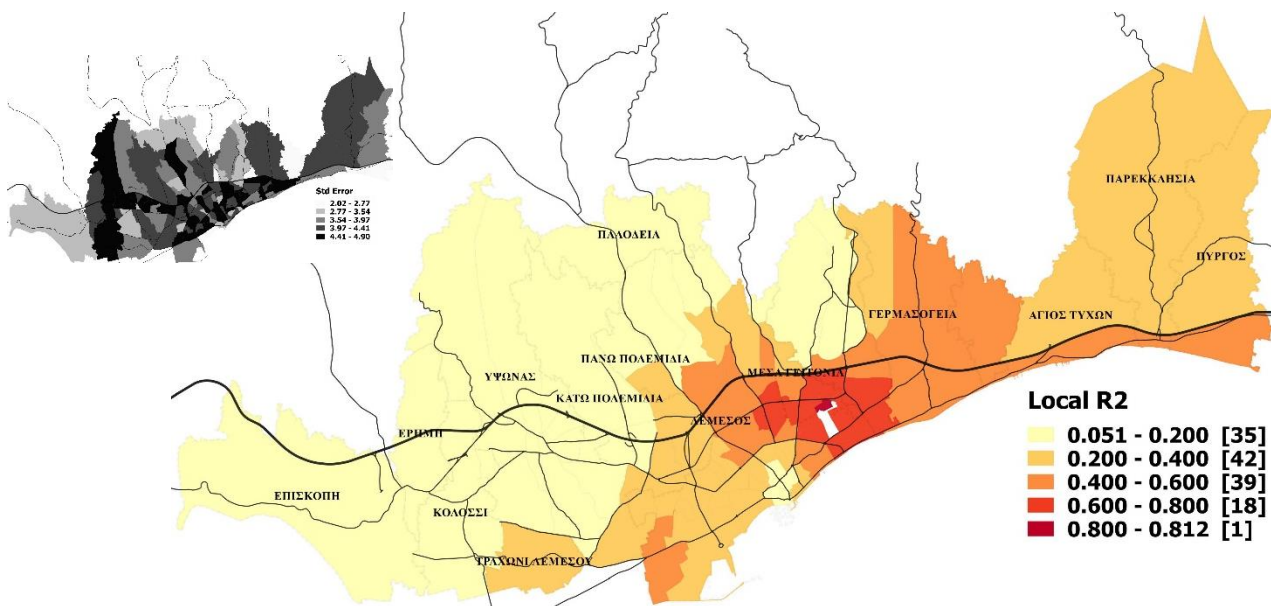 Std Error
2.02 - 2.77
2.77 - 3.54
3.54 - 3.97
3.97 - 4.41
4.41 - 4.90
ΠΑΡΕΚΚΛΗΣΙΑ
ΠΑΛΟΔΕΙΑ
ΠΥΡΓΟΣ
ΓΕΡΜΑΣΟΓΕΙΑ
ΑΓΙΟΣ ΤΥΧΩΝ
ΠΑΝΩ ΠΟΛΕΜΙΔΙΑ
ΜΕΣΑ ΓΕΙΤΟΝΙΑ
ΥΨΩΝΑΣ
ΚΑΤΩ ΠΟΛΕΜΙΔΙΑ
ΛΕΜΕΣΟΣ
ΕΡΗΜΗ
ΕΠΙΣΚΟΠΗ
ΚΟΛΟΣΣΙ
ΤΡΑΧΩΝΙ ΛΕΜΕΣΟΥ
Local R2
0.051 - 0.200 [35]
0.200 - 0.400 [42]
0.400 - 0.600 [39]
0.600 - 0.800 [18]
0.800 - 0.812 [1]